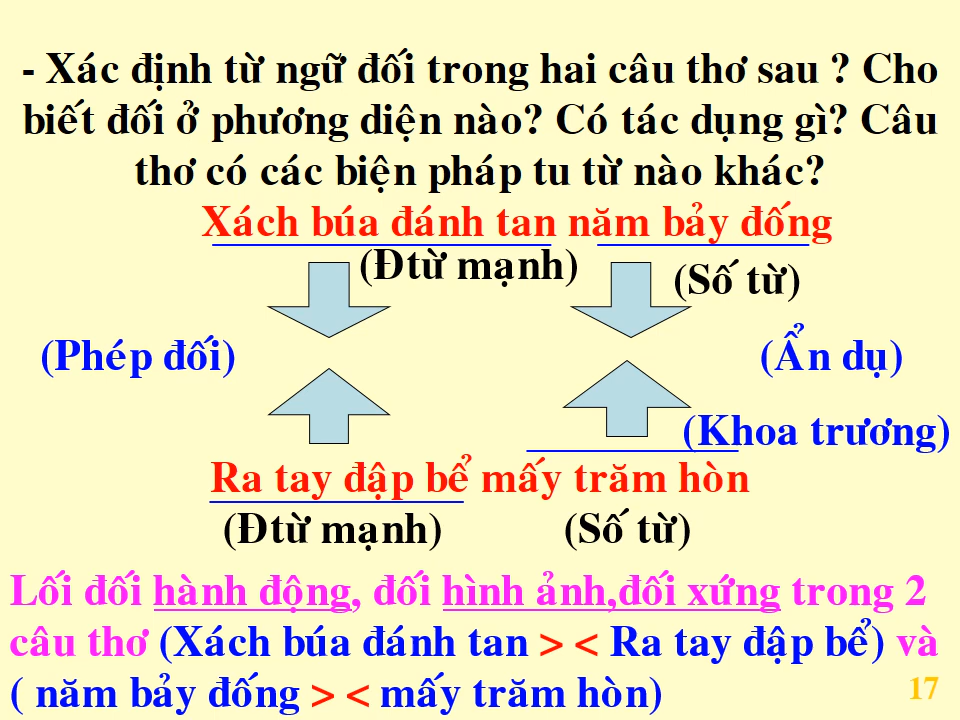 - Xác định từ ngữ đối trong hai câu thơ sau ? Cho
biết đối ở phương diện nào? Có tác dụng gì? Câu
thơ có các biện pháp tu từ nào khác?
Xách búa đánh tan năm bảy đống
(Đtừ mạnh)
(Số từ)
(Phép đối)
(Ẩn dụ)
(Khoa trương)
Ra tay đập bể mấy trăm hòn
(Đtừ mạnh)
(Số từ)
Lối đối hành động, đối hình ảnh,đối xứng trong 2
câu thơ (Xách búa đánh tan > < Ra tay đập bể) và
( năm bảy đống > < mấy trăm hòn)
17